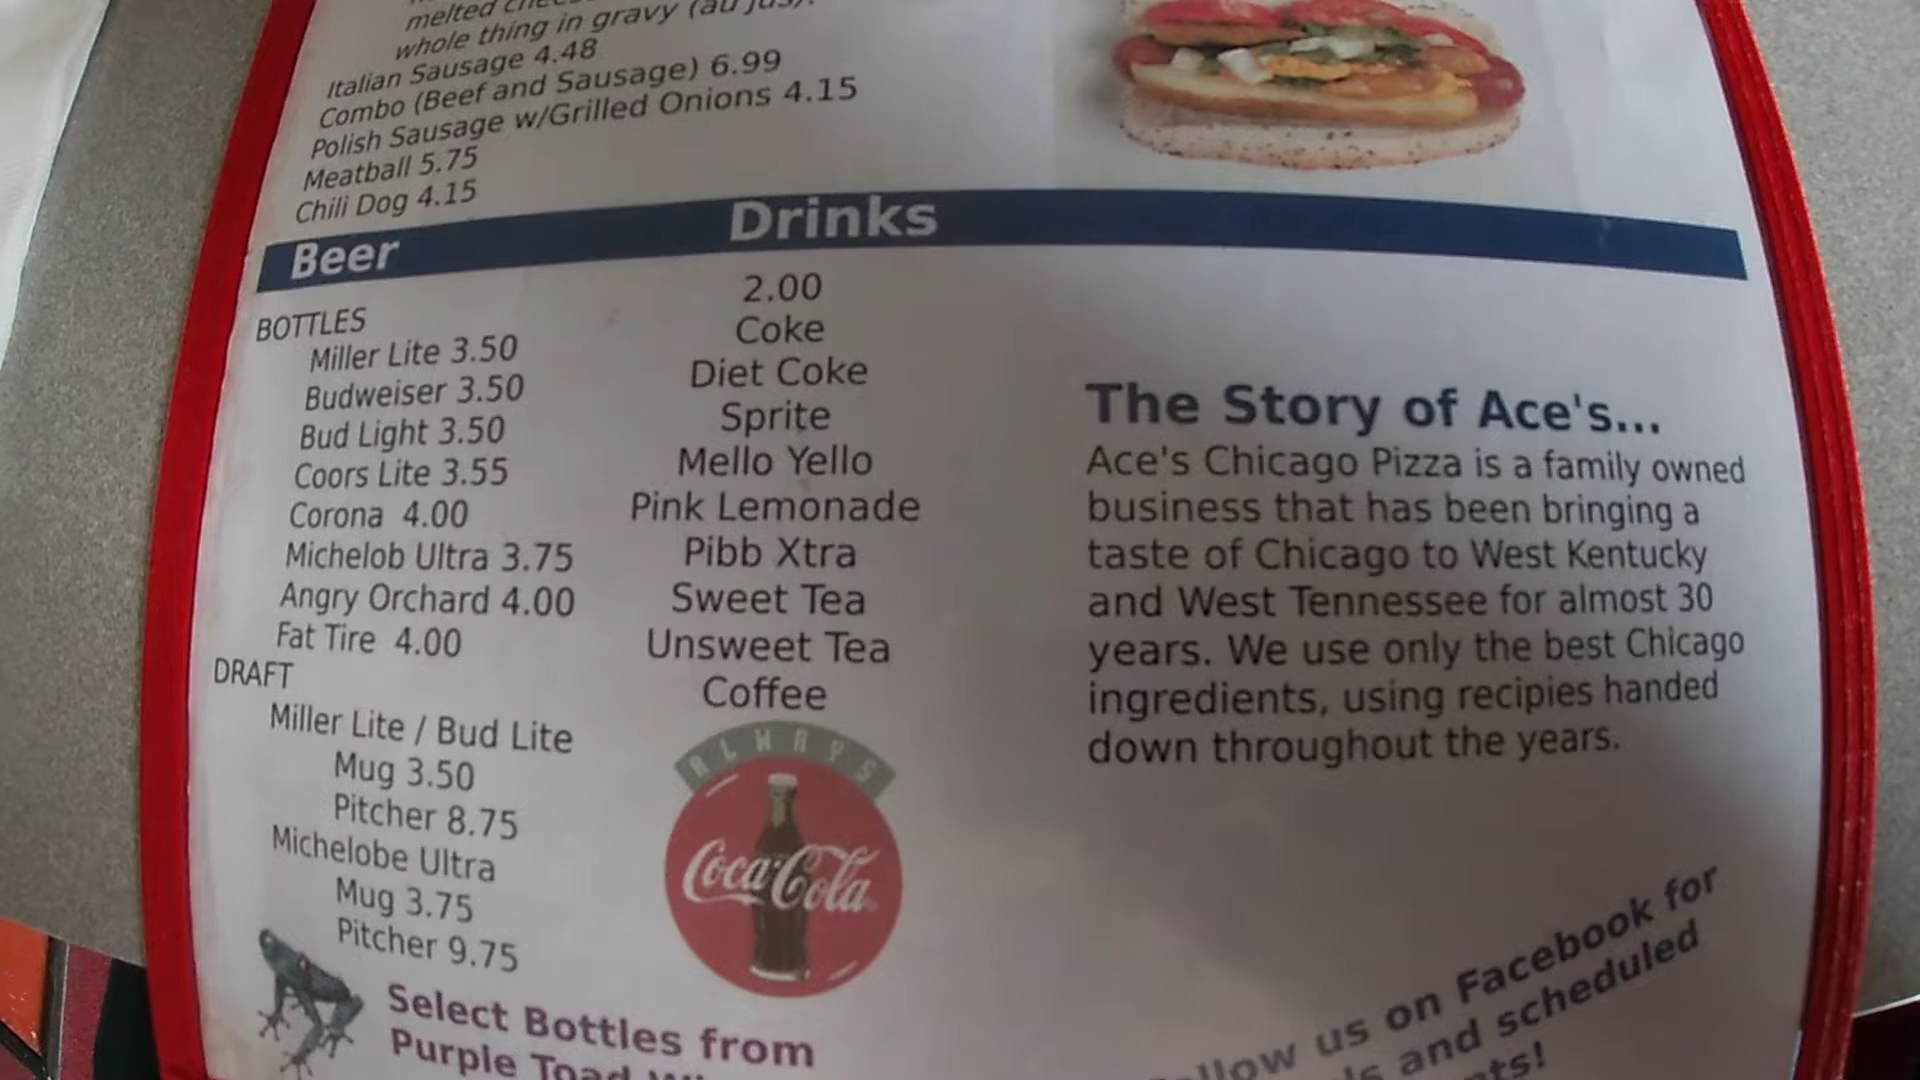 melted
whole thing in gravy (au jus).
Italian Sausage 4.48
Combo (Beef and Sausage) 6.99
Polish Sausage w/Grilled Onions 4.15
Meatball 5.75
Chili Dog 4.15
Beer
Drinks
BOTTLES
Miller Lite 3.50
Budweiser 3.50
Bud Light 3.50
Coors Lite 3.55
Corona 4.00
Michelob Ultra 3.75
Angry Orchard 4.00
Fat Tire 4.00
DRAFT
Miller Lite / Bud Lite
Mug 3.50
Pitcher 8.75
Michelobe Ultra
Mug 3.75
Pitcher 9.75
Select Bottles from
Purple Toad
2.00
Coke
Diet Coke
Sprite
Mello Yello
Pink Lemonade
Pibb Xtra
Sweet Tea
Unsweet Tea
Coffee
ALWAYS
Coca-Cola
The Story of Ace's...
Ace's Chicago Pizza is a family owned
business that has been bringing a
taste of Chicago to West Kentucky
and West Tennessee for almost 30
years. We use only the best Chicago
ingredients, using recipies handed
down throughout the years.
us on Facebook for
and scheduled